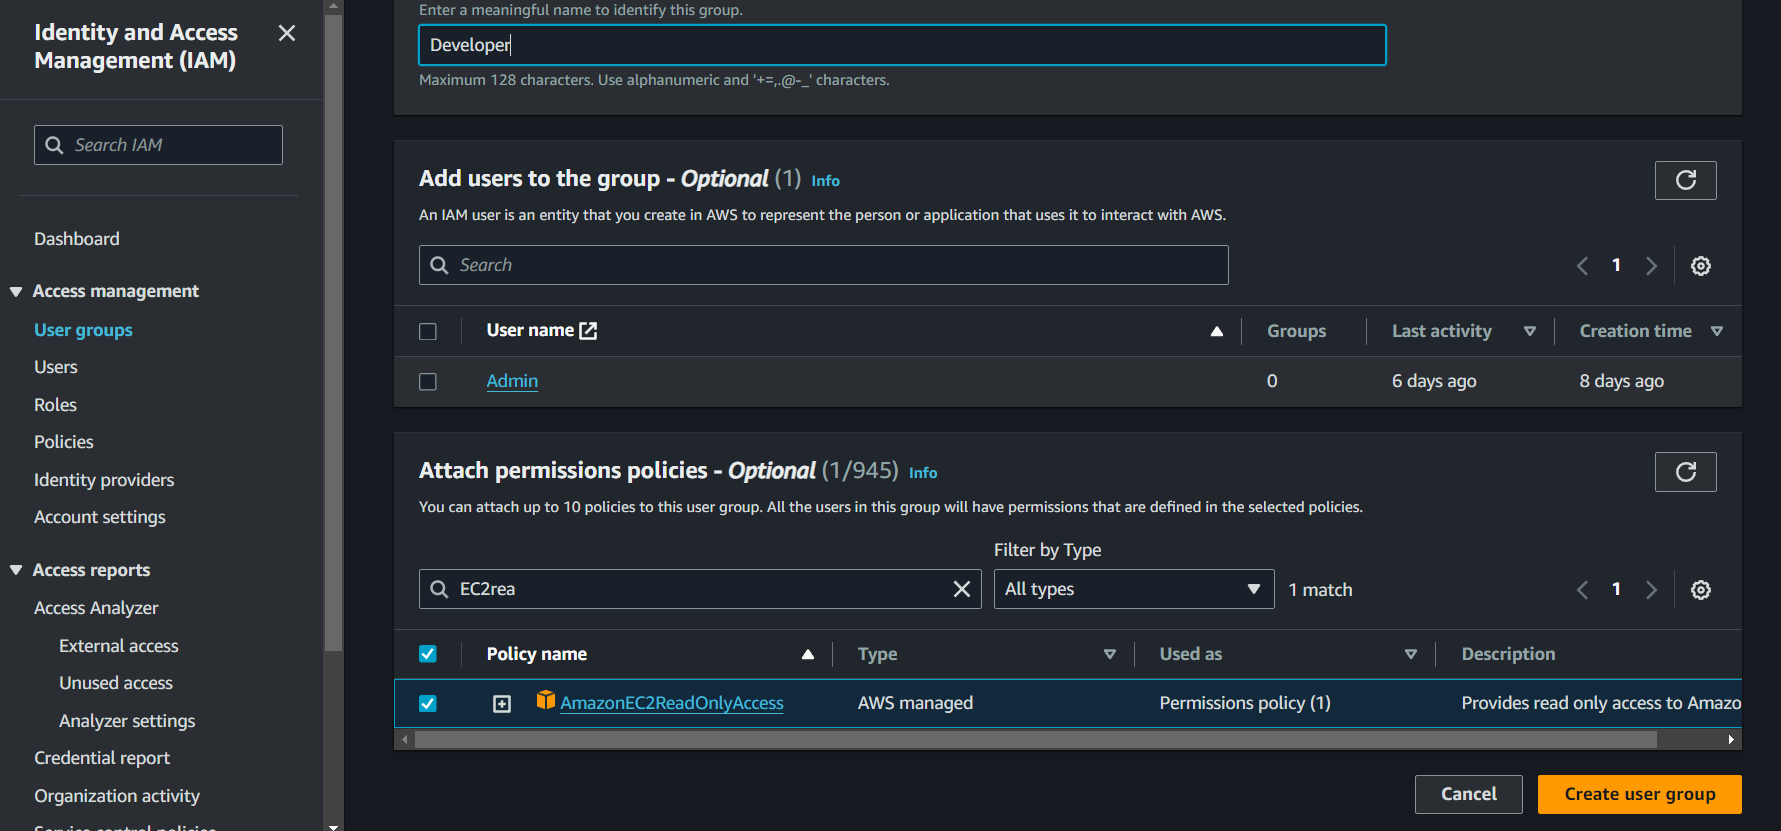 Identity and Access
Management (IAM)
Search IAM
Dashboard
Access management
User groups
Users
Roles
Policies
Identity providers
Account settings
Access reports
Access Analyzer
External access
Unused access
Analyzer settings
Credential report
Organization activity
Service control policies
Enter a meaningful name to identify this group.
Developer
Maximum 128 characters. Use alphanumeric and '+=,.@-_' characters.
Add users to the group - Optional (1) Info
An IAM user is an entity that you create in AWS to represent the person or application that uses it to interact with AWS.
Search
1
User name Groups Last activity Creation time
Admin 0 6 days ago 8 days ago
Attach permissions policies - Optional (1/945) Info
You can attach up to 10 policies to this user group. All the users in this group will have permissions that are defined in the selected policies.
Filter by Type
EC2rea All types 1 match 1
Policy name Type Used as Description
AmazonEC2ReadOnlyAccess AWS managed Permissions policy (1) Provides read only access to Amazo
Cancel Create user group